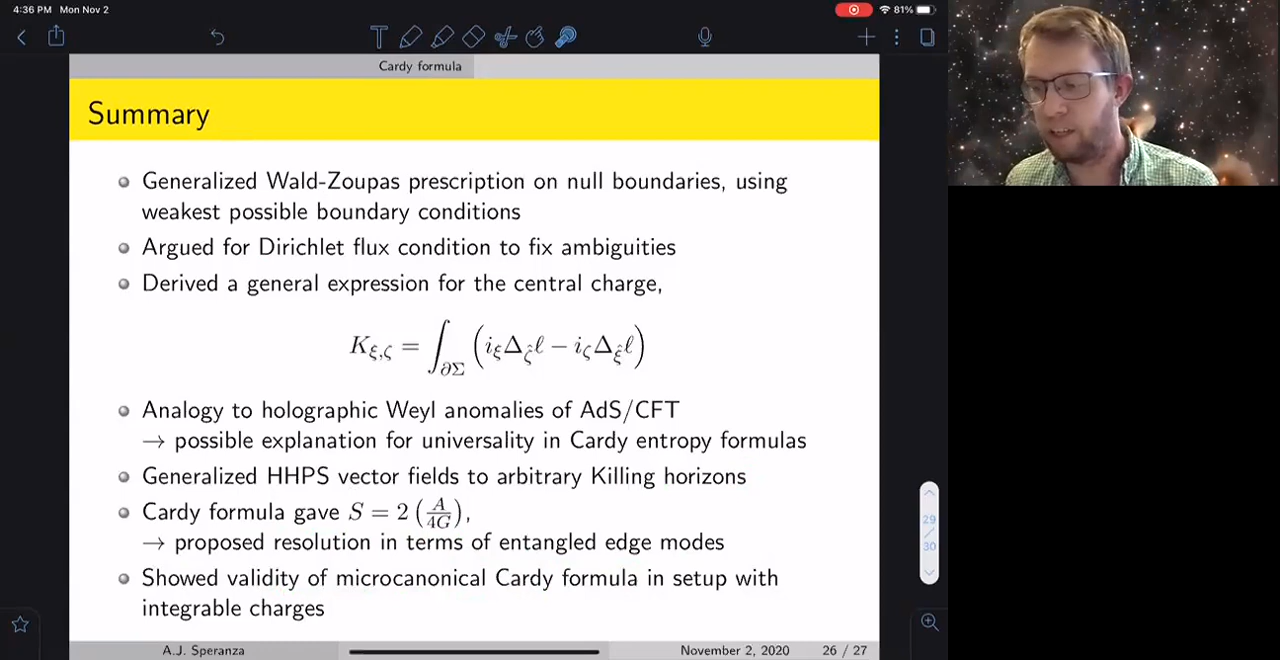 4:36 PM Mon Nov 2
81%
Cardy formula
Summary
Generalized Wald-Zoupas prescription on null boundaries, using
weakest possible boundary conditions
Argued for Dirichlet flux condition to fix ambiguities
Derived a general expression for the central charge,
K_{ξ,ζ} = ∫_{∂Σ} (i_ξ Δ_{ζ̂} ℓ − i_ζ Δ_{ξ̂} ℓ)
Analogy to holographic Weyl anomalies of AdS/CFT
→ possible explanation for universality in Cardy entropy formulas
Generalized HHPS vector fields to arbitrary Killing horizons
Cardy formula gave S = 2 (A/4G),
→ proposed resolution in terms of entangled edge modes
Showed validity of microcanonical Cardy formula in setup with
integrable charges
29
/
30
A.J. Speranza
November 2, 2020
26 / 27